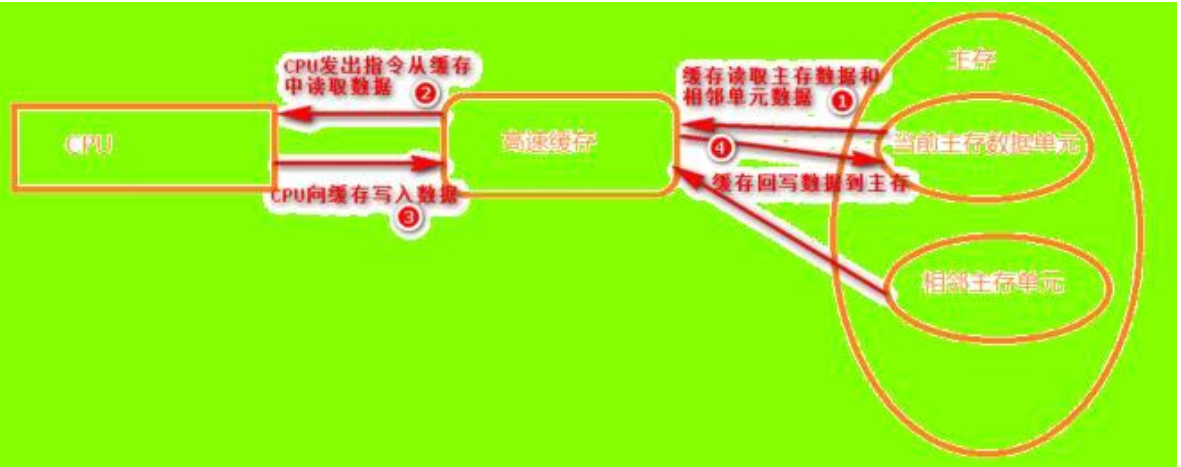 主存
CPU发出指令从缓存
中读取数据 2
缓存读取主存数据和
相邻单元数据 1
CPU
高速缓存
4
当前主存数据单元
缓存回写数据到主存
CPU向缓存写入数据
3
相邻主存单元